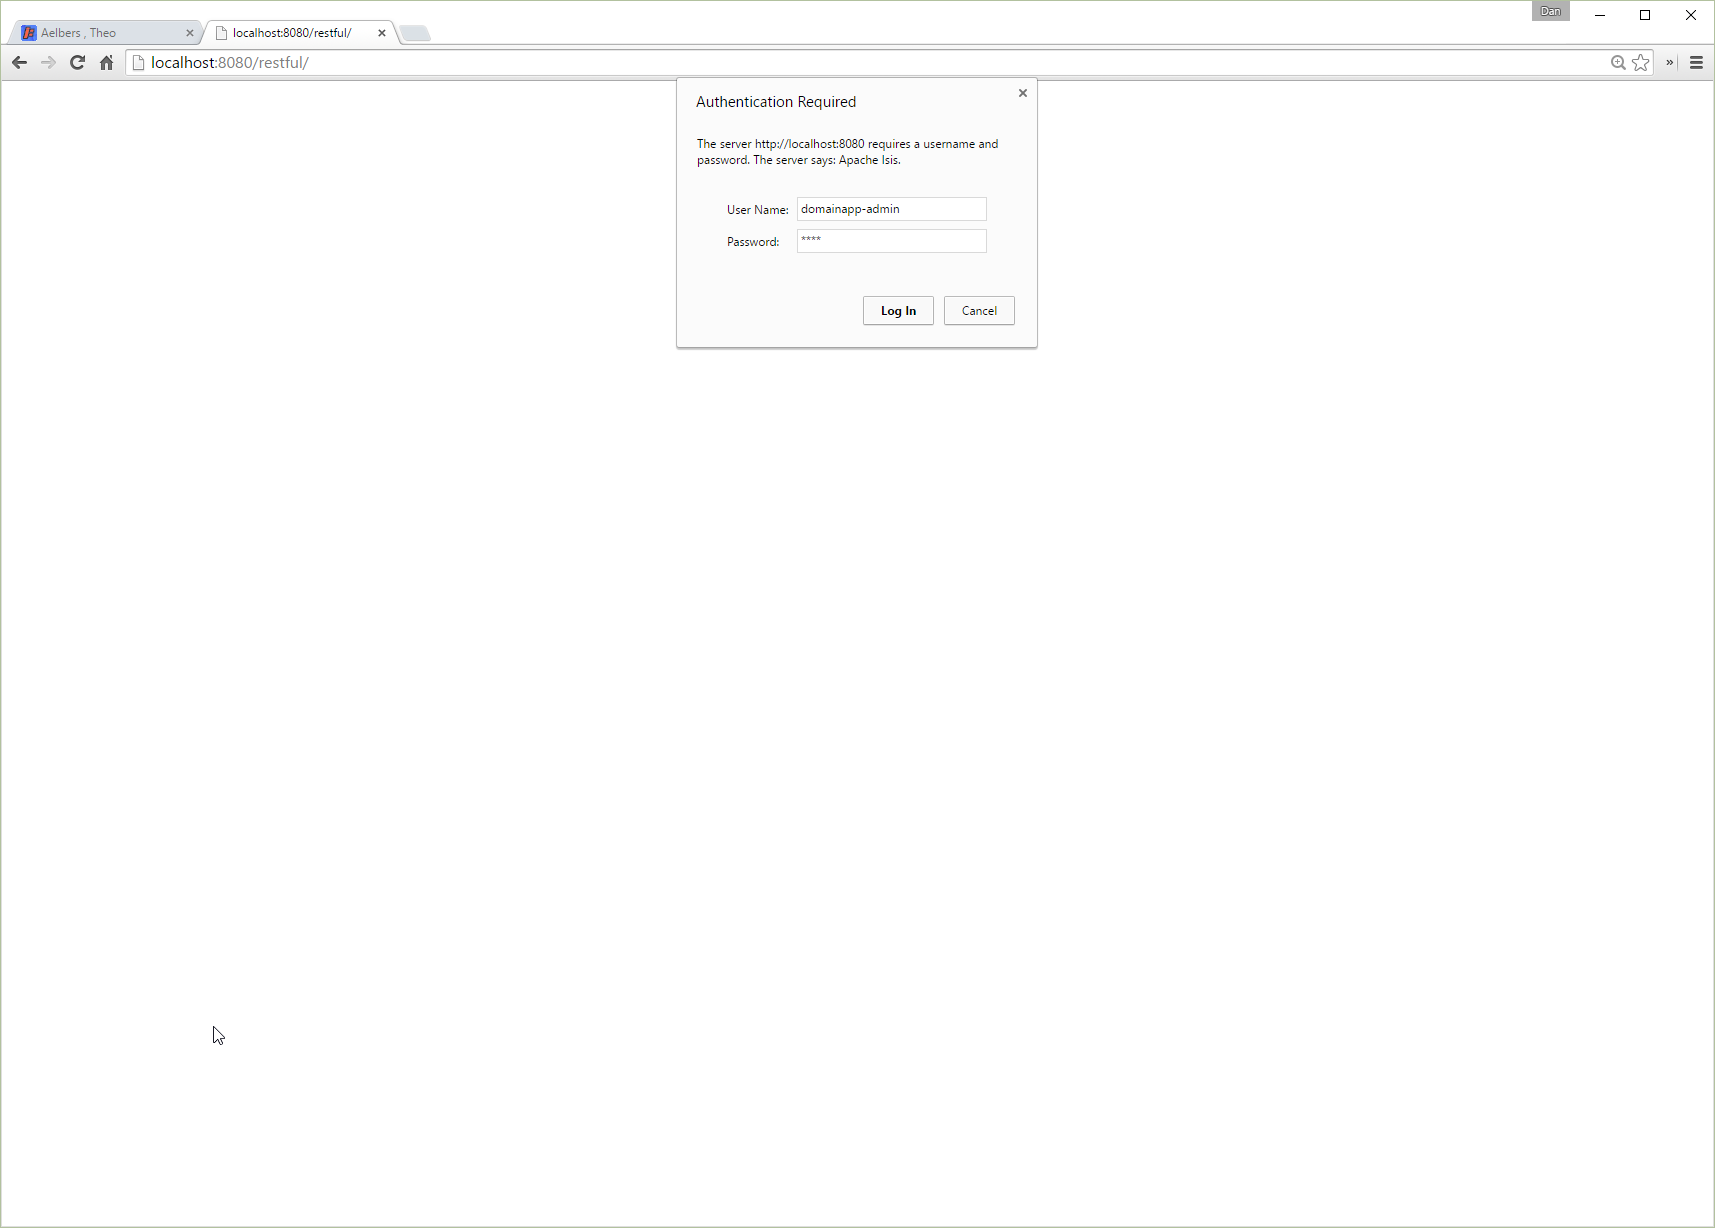 Dan
Aelbers , Theo
localhost:8080/restful/
localhost:8080/restful/
Authentication Required
The server http://localhost:8080 requires a username and
password. The server says: Apache Isis.
User Name: domainapp-admin
Password: ****
Log In Cancel